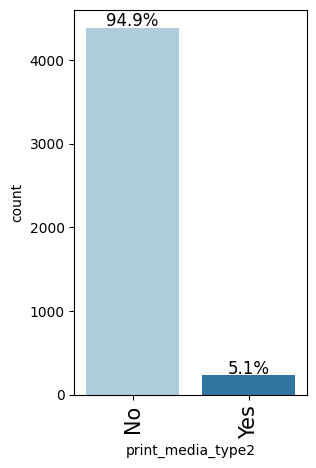 94.9%
4000
3000
count
2000
1000
5.1%
0
No
Yes
print_media_type2